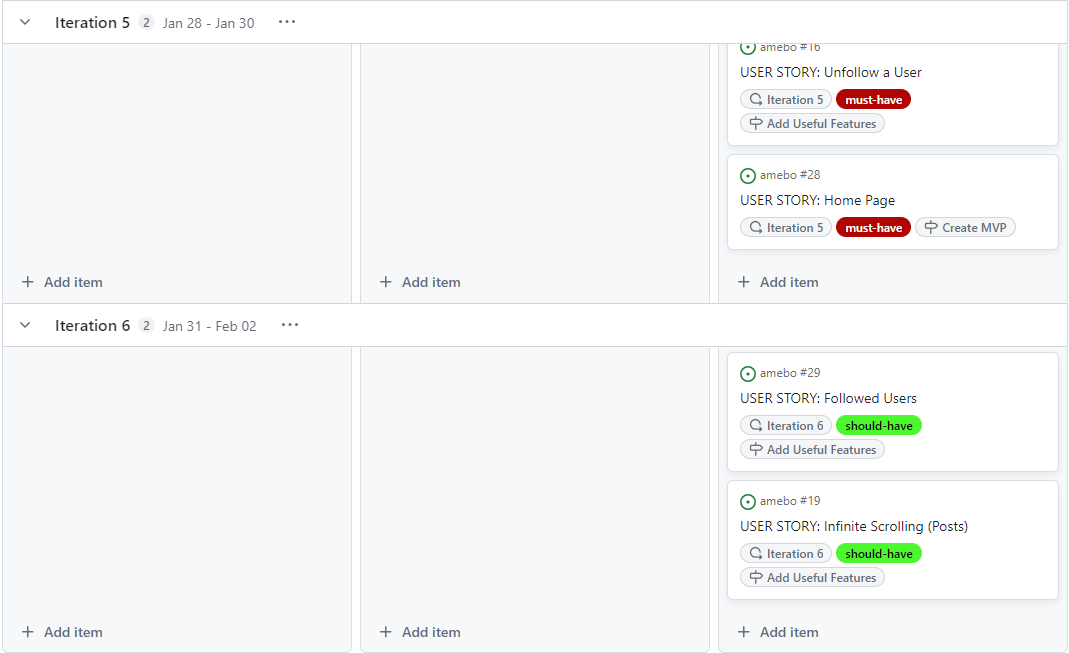 Iteration 5 2 Jan 28 - Jan 30 ...
amebo #16
USER STORY: Unfollow a User
Iteration 5 must-have
Add Useful Features
amebo #28
USER STORY: Home Page
Iteration 5 must-have Create MVP
+ Add item + Add item + Add item
Iteration 6 2 Jan 31 - Feb 02 ...
amebo #29
USER STORY: Followed Users
Iteration 6 should-have
Add Useful Features
amebo #19
USER STORY: Infinite Scrolling (Posts)
Iteration 6 should-have
Add Useful Features
+ Add item + Add item + Add item